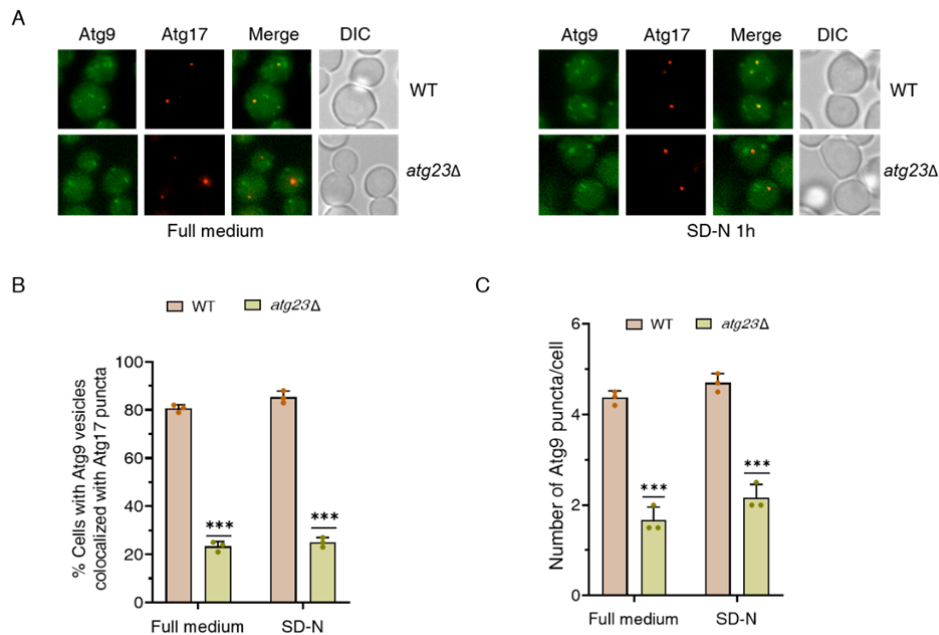 A
Atg9 Atg17 Merge DIC
WT
atg23Δ
Full medium
Atg9 Atg17 Merge DIC
WT
atg23Δ
SD-N 1h
B
WT atg23Δ
% Cells with Atg9 vesicles
colocalized with Atg17 puncta
100
80
60
40
20
0
***
***
Full medium SD-N
C
WT atg23Δ
Number of Atg9 puncta/cell
6
4
2
0
***
***
Full medium SD-N